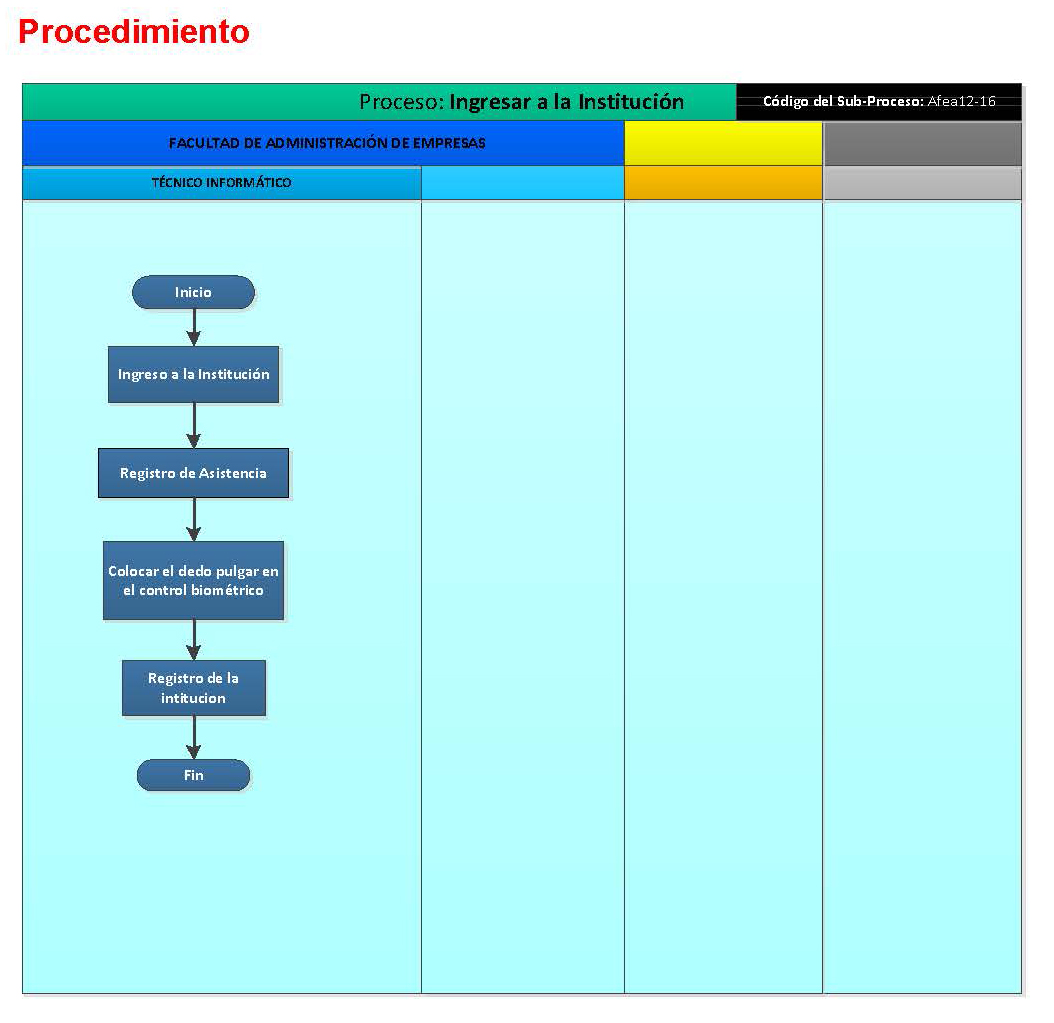 Procedimiento
Proceso: Ingresar a la Institución
Código del Sub-Proceso: Afea12-16
FACULTAD DE ADMINISTRACIÓN DE EMPRESAS
TÉCNICO INFORMÁTICO
Inicio
Ingreso a la Institución
Registro de Asistencia
Colocar el dedo pulgar en
el control biométrico
Registro de la
intitucion
Fin